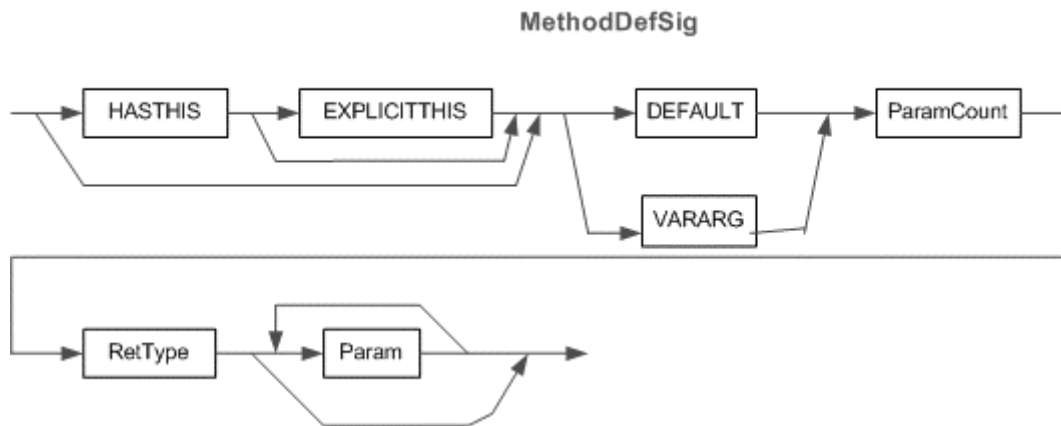 MethodDefSig
HASTHIS
EXPLICITTHIS
DEFAULT
ParamCount
VARARG
RetType
Param